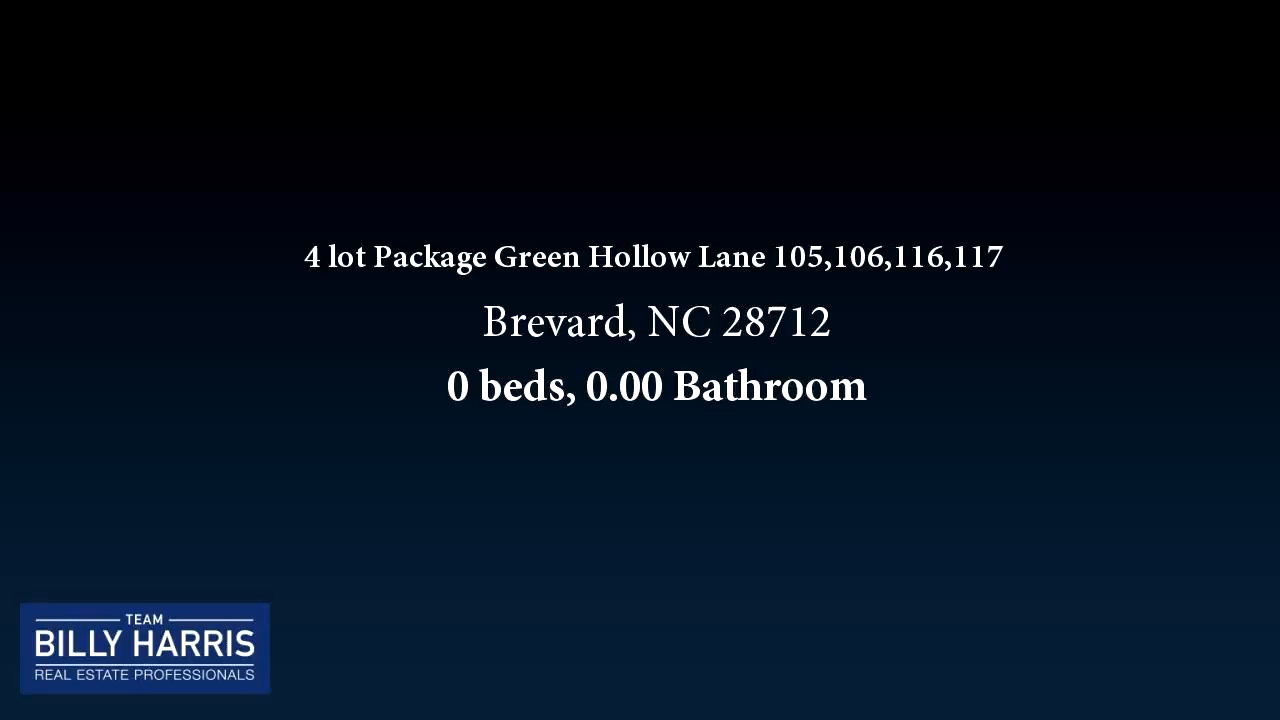 4 lot Package Green Hollow Lane 105,106,116,117
Brevard, NC 28712
0 beds, 0.00 Bathroom
TEAM
BILLY HARRIS
REAL ESTATE PROFESSIONALS